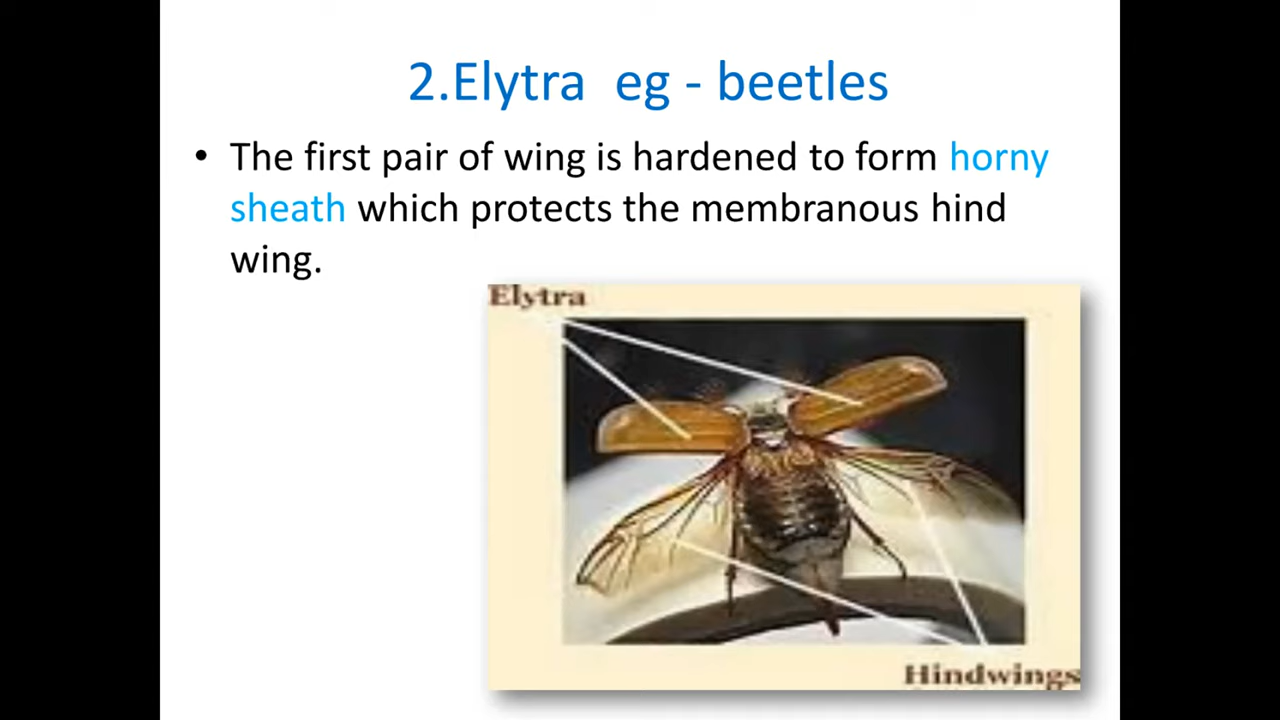 2.Elytra  eg - beetles
• The first pair of wing is hardened to form horny
sheath which protects the membranous hind
wing.
Elytra
Hindwings